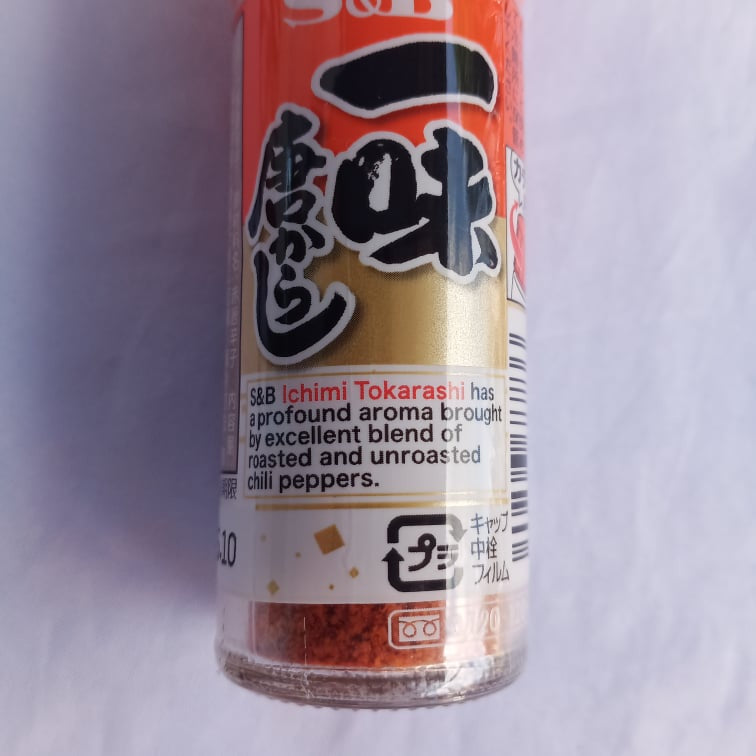 S&B
一味
唐からし
S&B Ichimi Tokarashi has
a profound aroma brought
by excellent blend of
roasted and unroasted
chili peppers.
プラ
キャップ
中栓
フィルム